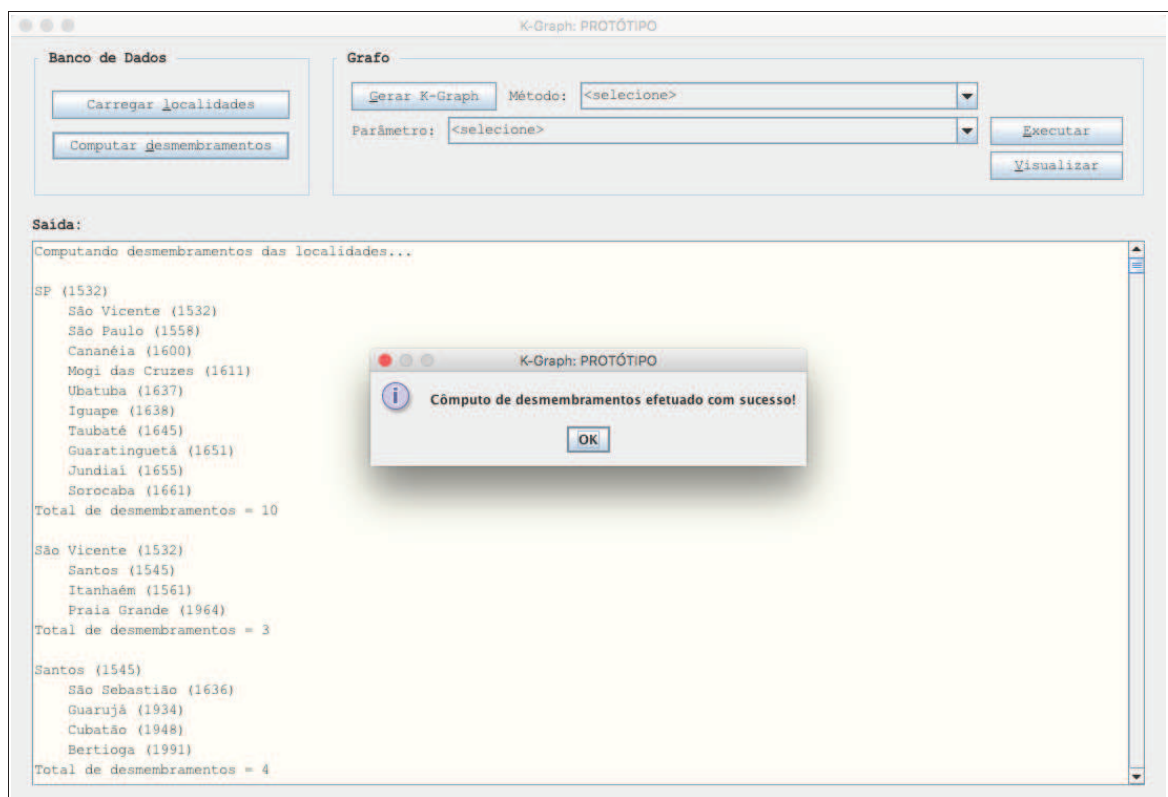 K-Graph: PROTÓTIPO
Banco de Dados
Carregar localidades
Computar desmembramentos
Grafo
Gerar K-Graph
Método:
<selecione>
Parâmetro:
<selecione>
Executar
Visualizar
Saída:
Computando desmembramentos das localidades...
SP (1532)
São Vicente (1532)
São Paulo (1558)
Cananéia (1600)
Mogi das Cruzes (1611)
Ubatuba (1637)
Iguape (1638)
Taubaté (1645)
Guaratinguetá (1651)
Jundiaí (1655)
Sorocaba (1661)
Total de desmembramentos = 10
São Vicente (1532)
Santos (1545)
Itanhaém (1561)
Praia Grande (1964)
Total de desmembramentos = 3
Santos (1545)
São Sebastião (1636)
Guarujá (1934)
Cubatão (1948)
Bertioga (1991)
Total de desmembramentos = 4
K-Graph: PROTÓTIPO
Cômputo de desmembramentos efetuado com sucesso!
OK